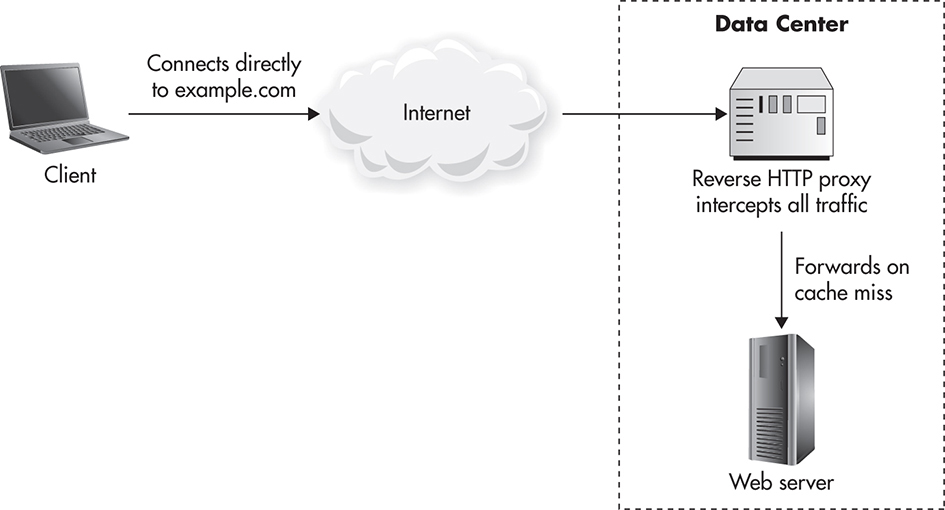 Data Center
Connects directly
to example.com
Internet
Client
Reverse HTTP proxy
intercepts all traffic
Forwards on
cache miss
Web server